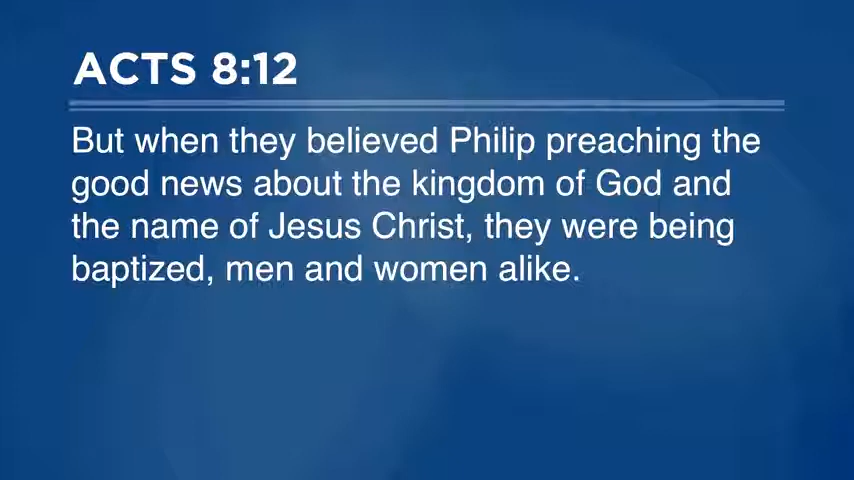 ACTS 8:12
But when they believed Philip preaching the
good news about the kingdom of God and
the name of Jesus Christ, they were being
baptized, men and women alike.